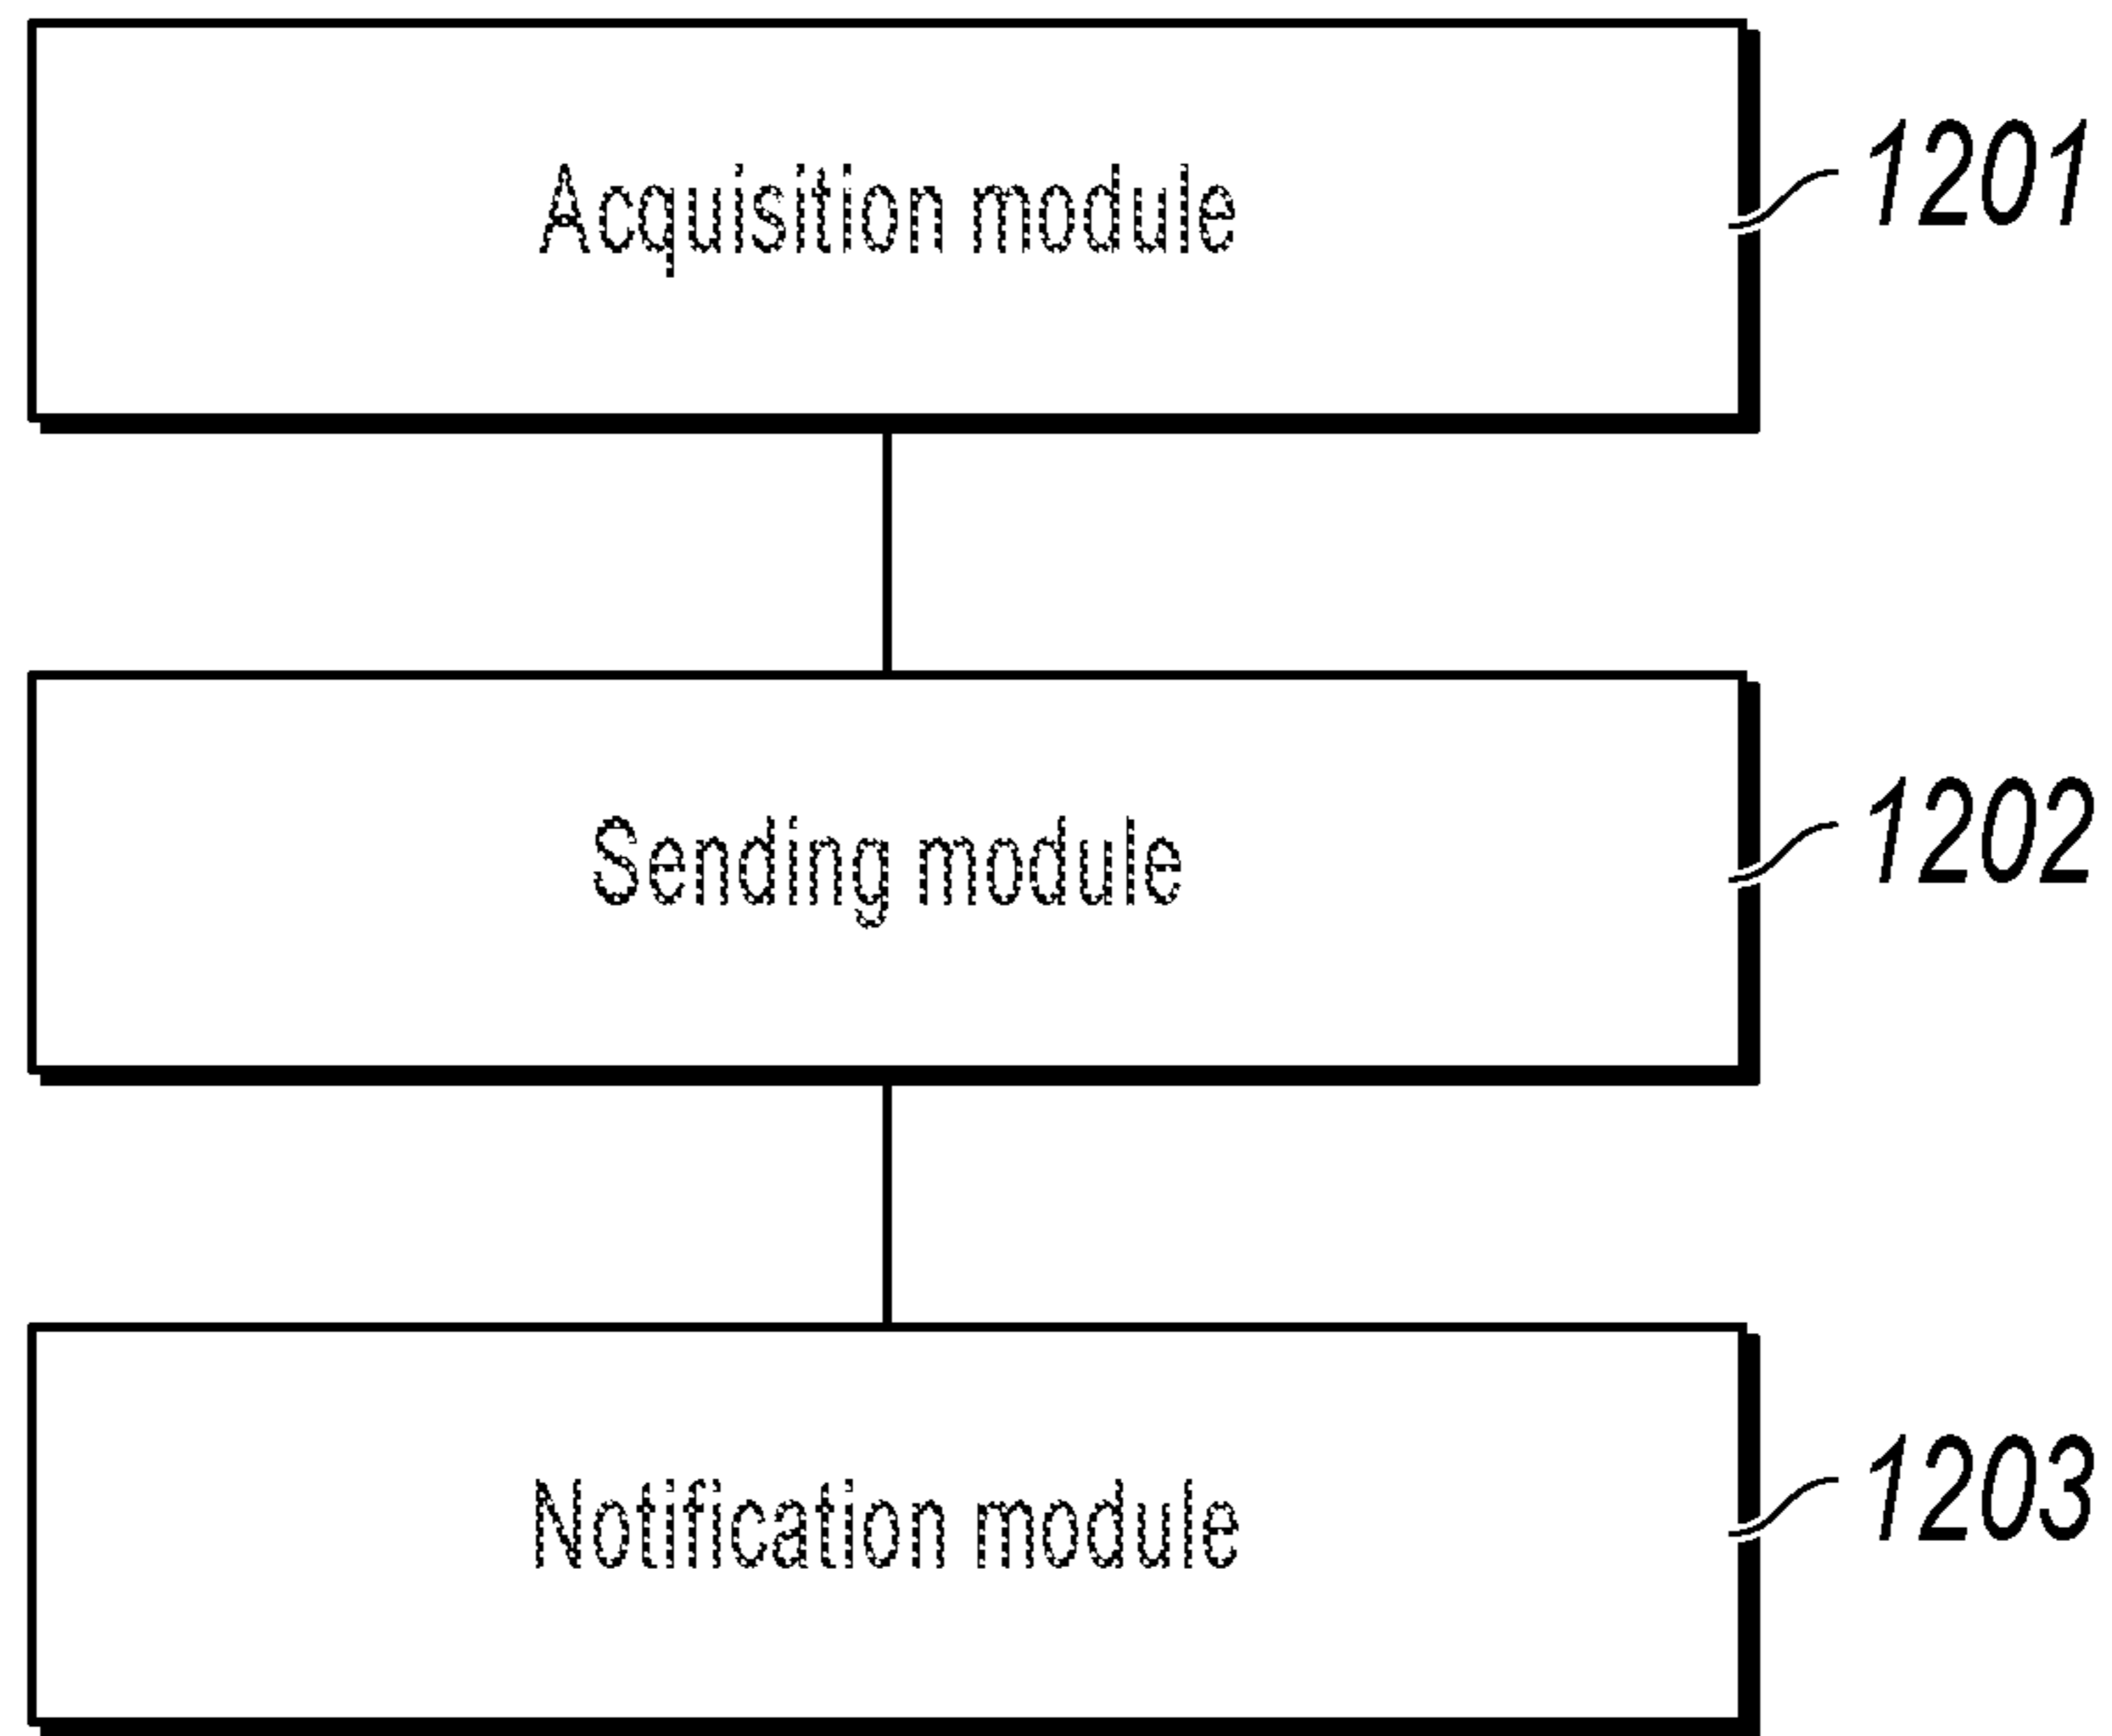 Acquisition module
1201
Sending module
1202
Notification module
1203